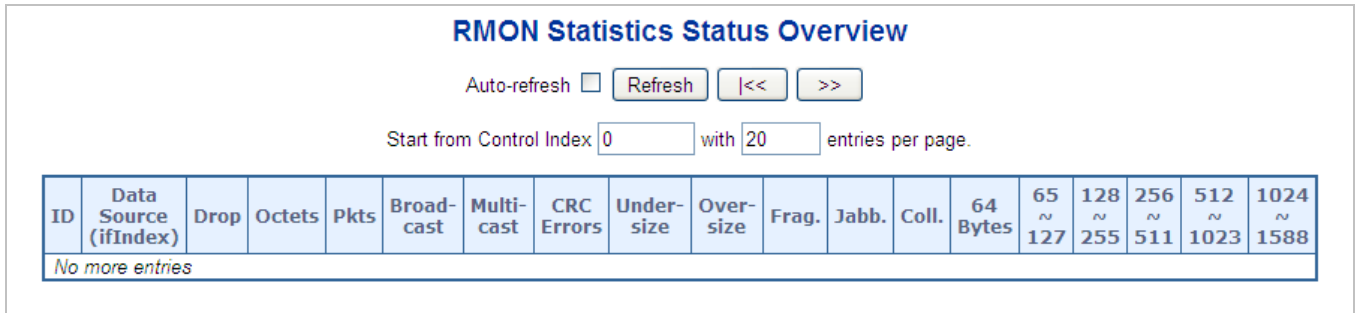 RMON Statistics Status Overview
Auto-refresh Refresh |<< >>
Start from Control Index 0 with 20 entries per page.
ID Data Source (ifIndex) Drop Octets Pkts Broad-cast Multi-cast CRC Errors Under-size Over-size Frag. Jabb. Coll. 64 Bytes 65 ~ 127 128 ~ 255 256 ~ 511 512 ~ 1023 1024 ~ 1588
No more entries